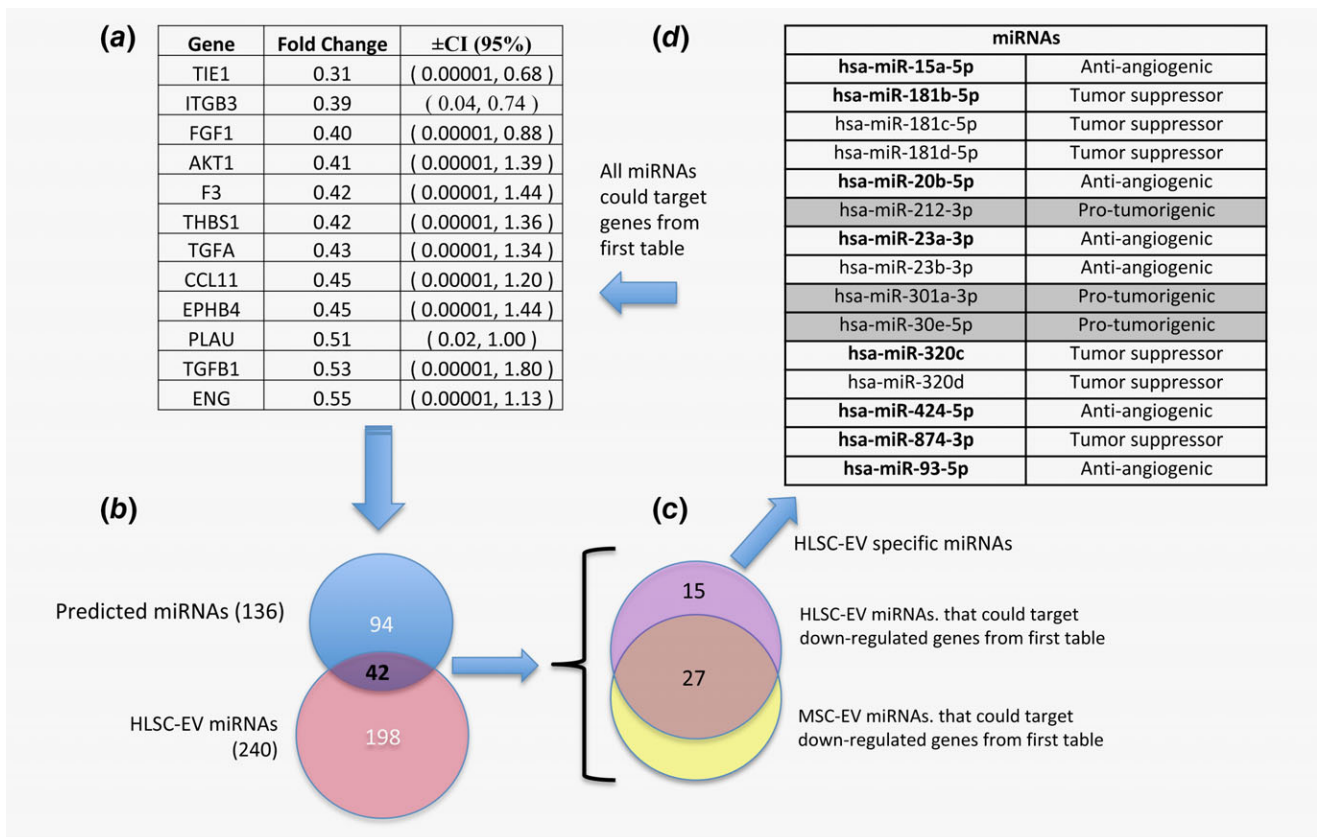 (a)
Gene Fold Change ±CI (95%)
TIE1 0.31 ( 0.00001, 0.68 )
ITGB3 0.39 ( 0.04, 0.74 )
FGF1 0.40 ( 0.00001, 0.88 )
AKT1 0.41 ( 0.00001, 1.39 )
F3 0.42 ( 0.00001, 1.44 )
THBS1 0.42 ( 0.00001, 1.36 )
TGFA 0.43 ( 0.00001, 1.34 )
CCL11 0.45 ( 0.00001, 1.20 )
EPHB4 0.45 ( 0.00001, 1.44 )
PLAU 0.51 ( 0.02, 1.00 )
TGFB1 0.53 ( 0.00001, 1.80 )
ENG 0.55 ( 0.00001, 1.13 )
All miRNAs
could target
genes from
first table
(d)
miRNAs
hsa-miR-15a-5p Anti-angiogenic
hsa-miR-181b-5p Tumor suppressor
hsa-miR-181c-5p Tumor suppressor
hsa-miR-181d-5p Tumor suppressor
hsa-miR-20b-5p Anti-angiogenic
hsa-miR-212-3p Pro-tumorigenic
hsa-miR-23a-3p Anti-angiogenic
hsa-miR-23b-3p Anti-angiogenic
hsa-miR-301a-3p Pro-tumorigenic
hsa-miR-30e-5p Pro-tumorigenic
hsa-miR-320c Tumor suppressor
hsa-miR-320d Tumor suppressor
hsa-miR-424-5p Anti-angiogenic
hsa-miR-874-3p Tumor suppressor
hsa-miR-93-5p Anti-angiogenic
(b)
Predicted miRNAs (136)
94
42
HLSC-EV miRNAs
(240)
198
(c)
HLSC-EV specific miRNAs
15
HLSC-EV miRNAs. that could target
down-regulated genes from first table
27
MSC-EV miRNAs. that could target
down-regulated genes from first table